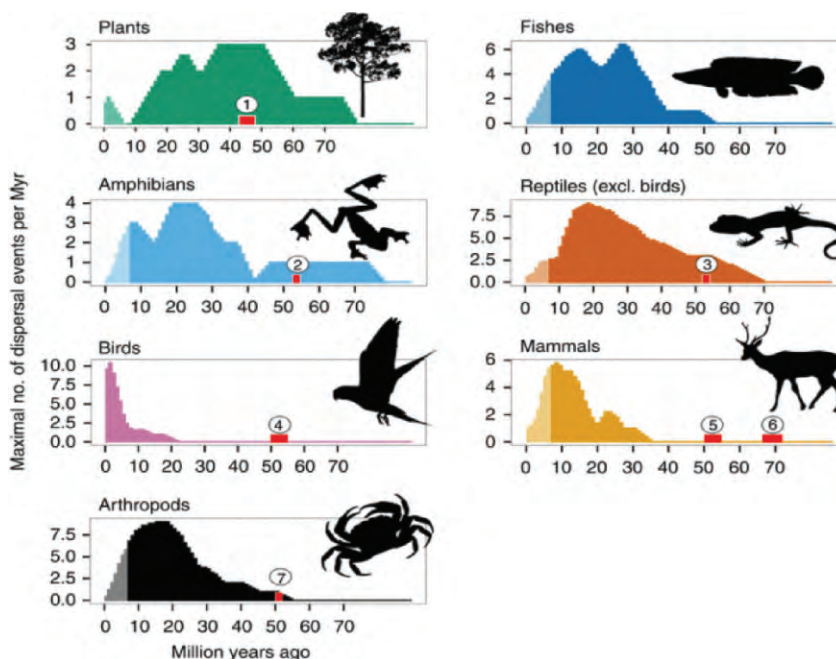 Maximal no. of dispersal events per Myr
Plants
3
2
1
0
1
0 10 20 30 40 50 60 70
Fishes
6
4
2
0
0 10 20 30 40 50 60 70
Amphibians
4
3
2
1
0
2
0 10 20 30 40 50 60 70
Reptiles (excl. birds)
7.5
5.0
2.5
0.0
3
0 10 20 30 40 50 60 70
Birds
10.0
7.5
5.0
2.5
0.0
4
0 10 20 30 40 50 60 70
Mammals
6
4
2
0
5 6
0 10 20 30 40 50 60 70
Arthropods
7.5
5.0
2.5
0.0
7
0 10 20 30 40 50 60 70
Million years ago